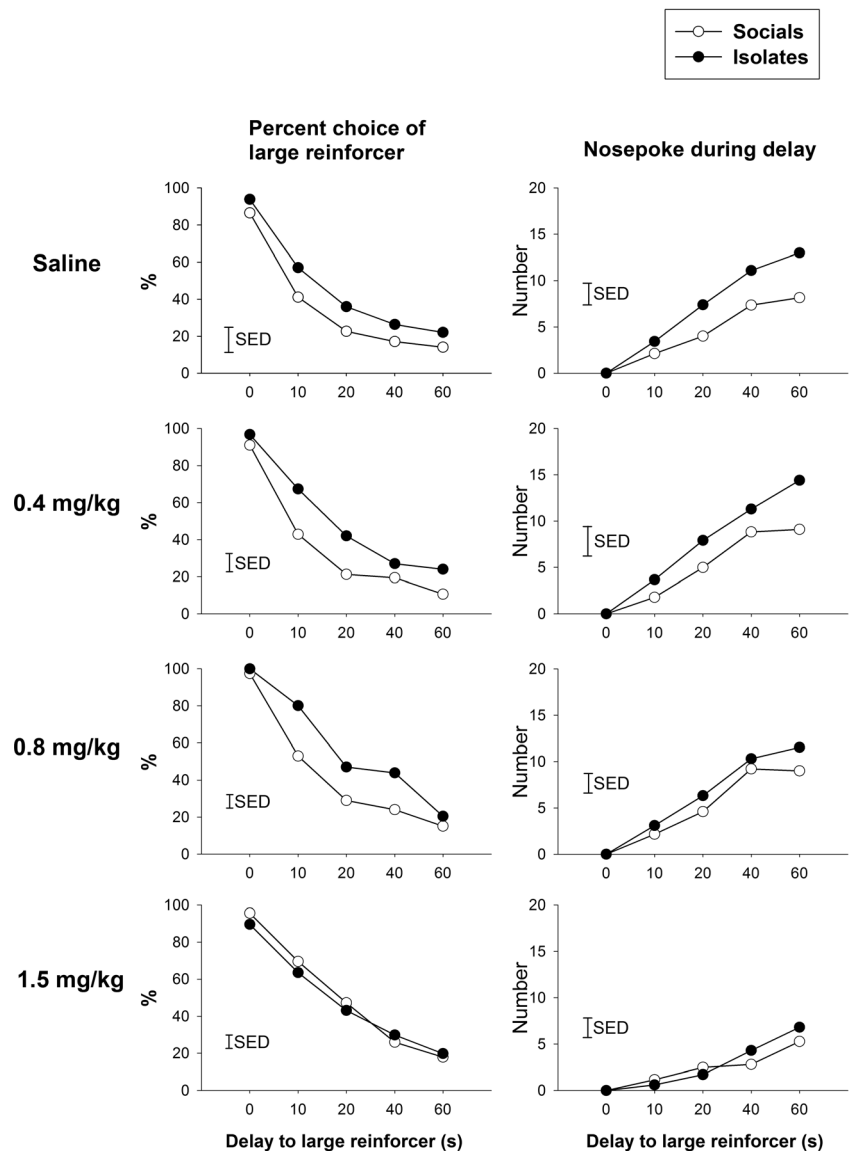 Socials
Isolates
Percent choice of
large reinforcer
Nosepoke during delay
Saline
%
100
80
60
40
20
0
SED
0 10 20 40 60
Number
20
15
10
5
0
SED
0 10 20 40 60
0.4 mg/kg
%
100
80
60
40
20
0
SED
0 10 20 40 60
Number
20
15
10
5
0
SED
0 10 20 40 60
0.8 mg/kg
%
100
80
60
40
20
0
SED
0 10 20 40 60
Number
20
15
10
5
0
SED
0 10 20 40 60
1.5 mg/kg
%
100
80
60
40
20
0
SED
0 10 20 40 60
Delay to large reinforcer (s)
Number
20
15
10
5
0
SED
0 10 20 40 60
Delay to large reinforcer (s)